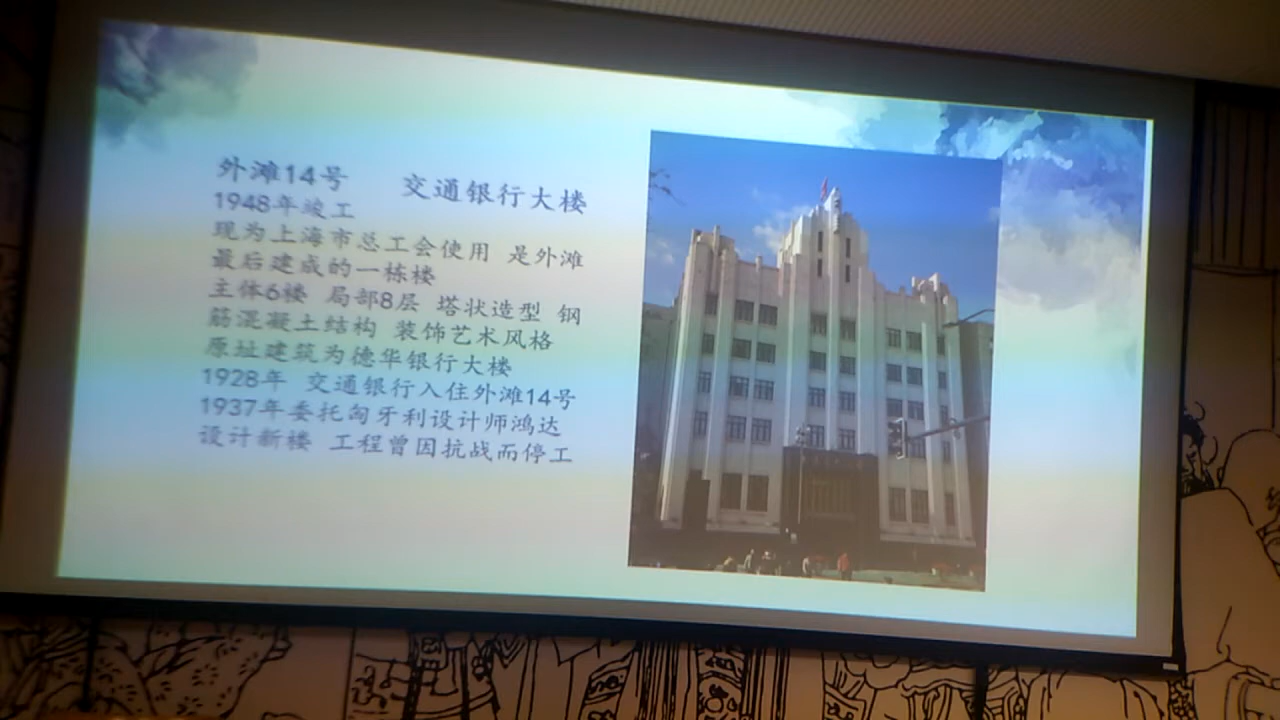 外滩14号 交通银行大楼
1948年竣工
现为上海市总工会使用 是外滩
最后建成的一栋楼
主体6楼 局部8层 塔状造型 钢
筋混凝土结构 装饰艺术风格
原址建筑为德华银行大楼
1928年 交通银行入住外滩14号
1937年委托匈牙利设计师鸿达
设计新楼 工程曾因抗战而停工